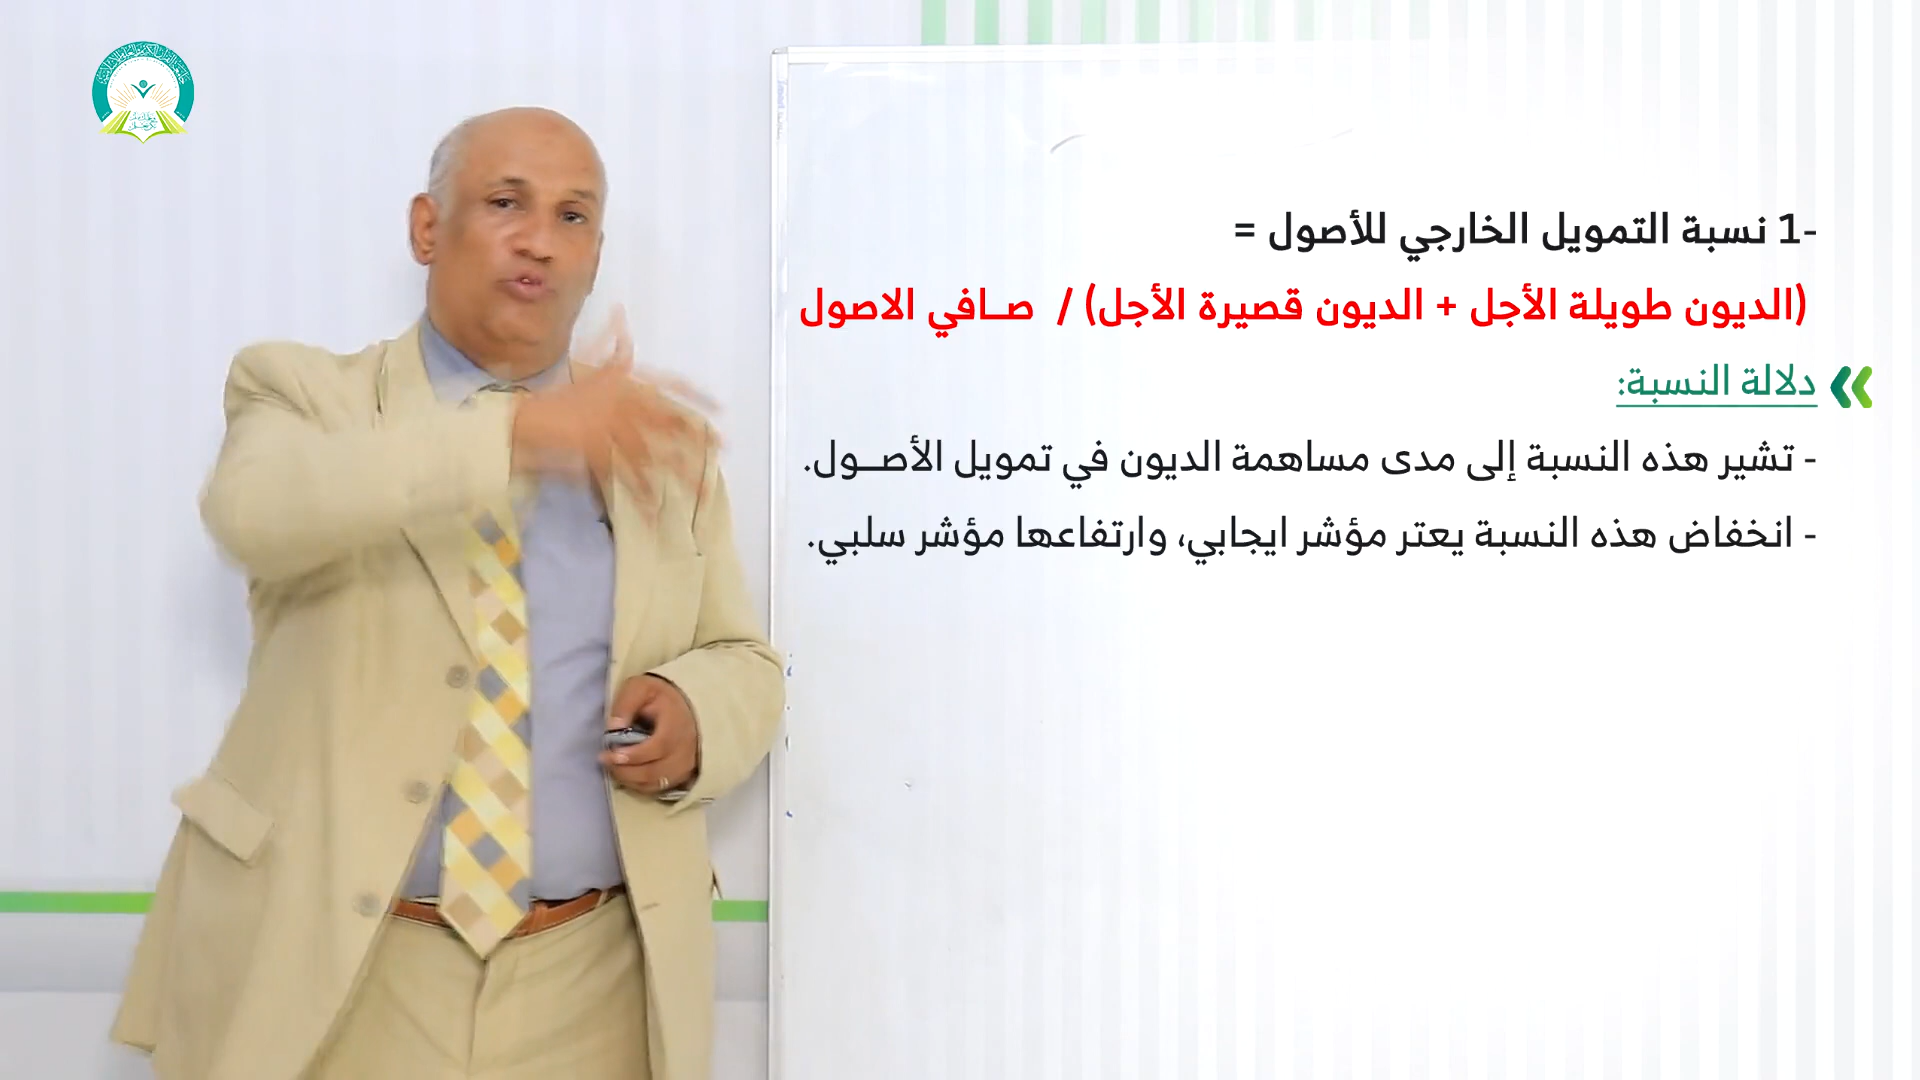 1- نسبة التمويل الخارجي للأصول =
(الديون طويلة الأجل + الديون قصيرة الأجل) / صـافي الاصول
دلالة النسبة:
- تشير هذه النسبة إلى مدى مساهمة الديون في تمويل الأصــول.
- انخفاض هذه النسبة يعتر مؤشر ايجابي، وارتفاعها مؤشر سلبي.